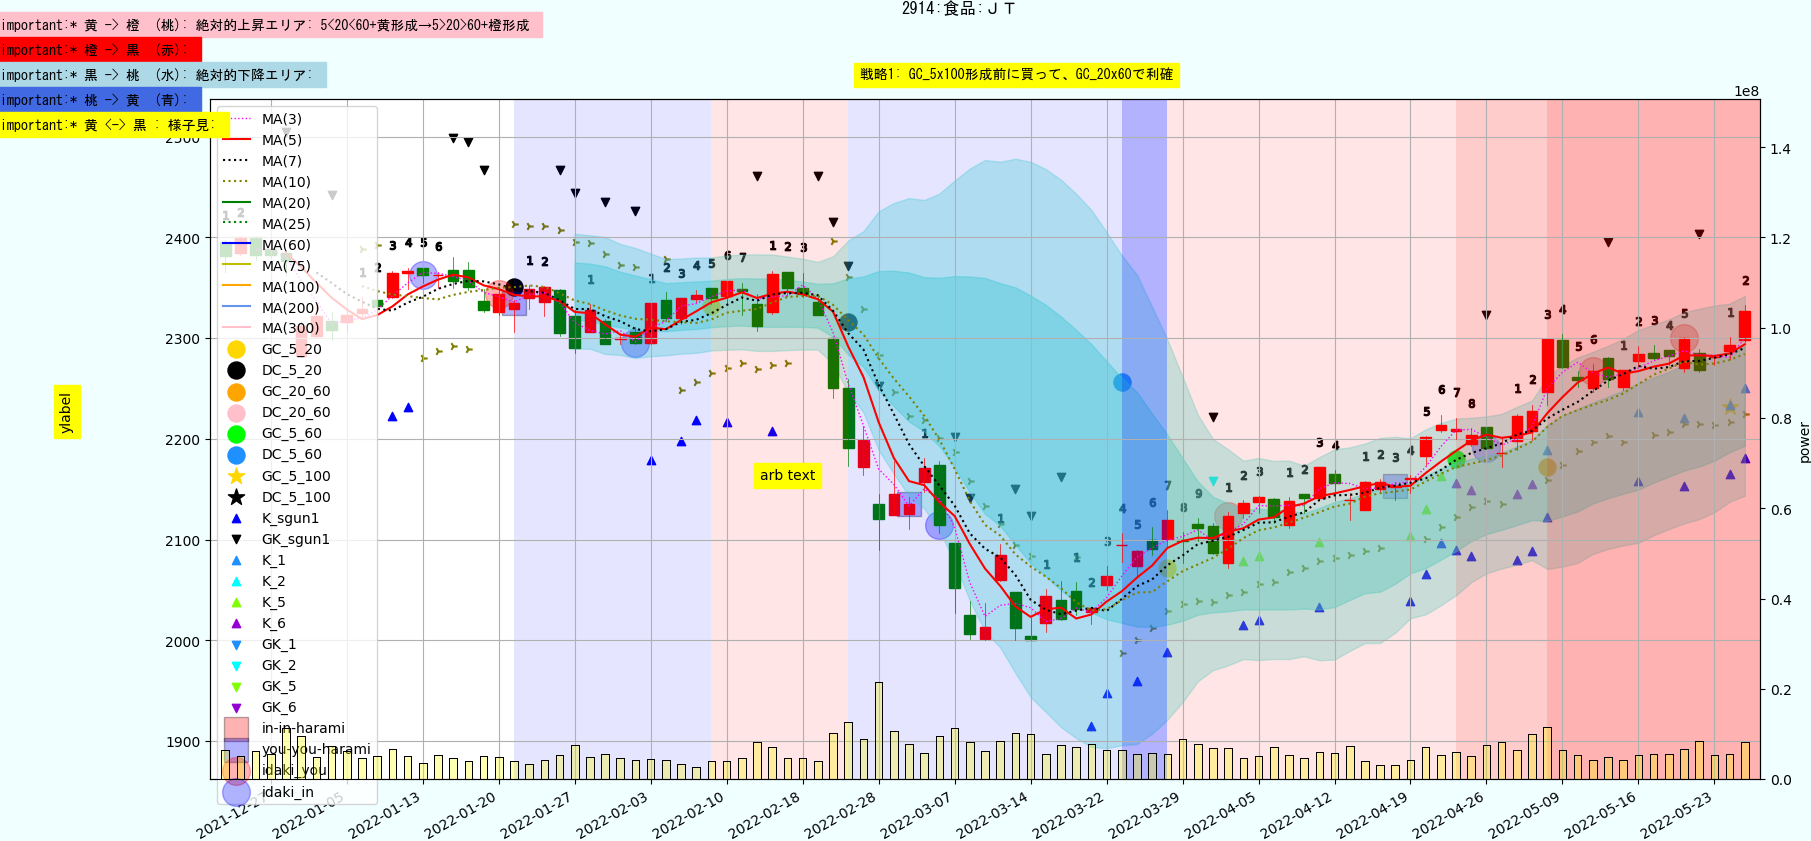 2914:食品:ＪＴ
important:* 黄 -> 橙 （桃）: 絶対的上昇エリア: 5<20<60+黄形成→5>20>60+橙形成
important:* 橙 -> 黒 （赤）:
important:* 黒 -> 桃 （水）: 絶対的下降エリア:
戦略1: GC_5x100形成前に買って、GC_20x60で利確
important:* 桃 -> 黄 （青）:
important:* 黄 <-> 黒 : 様子見:
1e8
MA(3)
MA(5)
MA(7)
MA(10)
MA(20)
MA(25)
MA(60)
MA(75)
MA(100)
MA(200)
MA(300)
GC_5_20
DC_5_20
GC_20_60
DC_20_60
GC_5_60
DC_5_60
GC_5_100
DC_5_100
K_sgun1
GK_sgun1
K_1
K_2
K_5
K_6
GK_1
GK_2
GK_5
GK_6
in-in-harami
you-you-harami
idaki_you
idaki_in
2500
2400
2300
2200
2100
2000
1900
ylabel
arb text
1.4
1.2
1.0
0.8
0.6
0.4
0.2
0.0
power
2021-12-27
2022-01-05
2022-01-13
2022-01-20
2022-01-27
2022-02-03
2022-02-10
2022-02-18
2022-02-28
2022-03-07
2022-03-14
2022-03-22
2022-03-29
2022-04-05
2022-04-12
2022-04-19
2022-04-26
2022-05-09
2022-05-16
2022-05-23